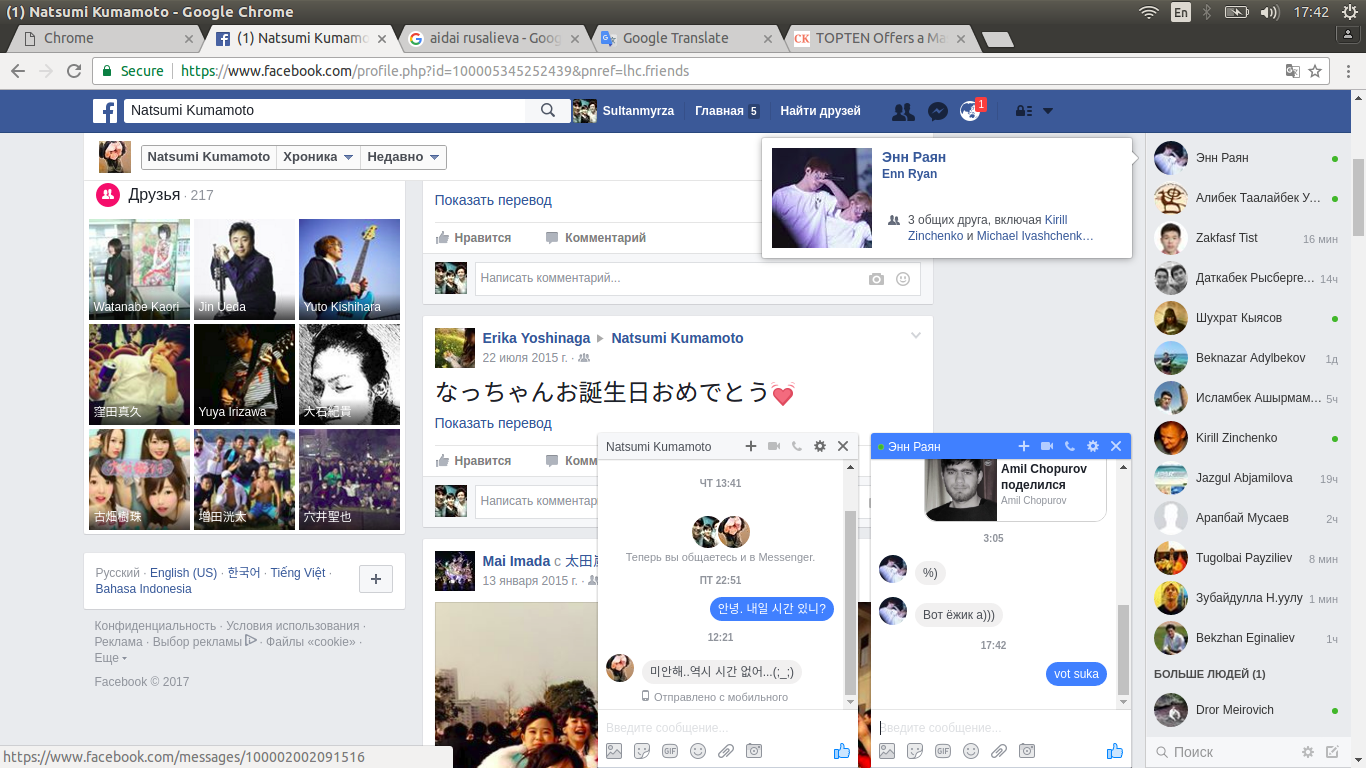 (1) Natsumi Kumamoto - Google Chrome
En
17:42
Chrome
(1) Natsumi Kumam
aidai rusalieva - Goog
Google Translate
TOPTEN Offers a Ma
Secure
https://www.facebook.com/profile.php?id=100005345252439&pnref=lhc.friends
Natsumi Kumamoto
Sultanmyrza
Главная 5
Найти друзей
1
Natsumi Kumamoto
Хроника
Недавно
Друзья · 217
Watanabe Kaori
Jin Ueda
Yuto Kishihara
窪田真久
Yuya Irizawa
大石紀貴
古畑樹珠
増田洸太
穴井聖也
Русский · English (US) · 한국어 · Tiếng Việt ·
Bahasa Indonesia
Конфиденциальность · Условия использования ·
Реклама · Выбор рекламы · Файлы «cookie» ·
Еще
Facebook © 2017
https://www.facebook.com/messages/100002002091516
Показать перевод
Нравится
Комментарий
Написать комментарий...
Erika Yoshinaga ▸ Natsumi Kumamoto
22 июля 2015 г. ·
なっちゃんお誕生日おめでとう💓
Показать перевод
Нравится
Комм
Написать комментар
Mai Imada с 太田
13 января 2015 г. ·
Энн Раян
Enn Ryan
3 общих друга, включая Kirill
Zinchenko и Michael Ivashchenk…
Natsumi Kumamoto
ЧТ 13:41
Теперь вы общаетесь и в Messenger.
ПТ 22:51
안녕. 내일 시간 있니?
12:21
미안해..역시 시간 없어...(;_;)
Отправлено с мобильного
Введите сообщение...
Энн Раян
Amil Chopurov
поделился
Amil Chopurov
3:05
%)
Вот ёжик а)))
17:42
vot suka
Введите сообщение...
Энн Раян
Алибек Таалайбек У…
Zakfasf Tist 16 мин
Даткабек Рысберге… 14ч
Шухрат Кыясов
Beknazar Adylbekov 1д
Исламбек Ашырмам… 5ч
Kirill Zinchenko
Jazgul Abjamilova 19ч
Арапбай Мусаев 2ч
Tugolbai Payziliev 8 мин
Зубайдулла Н.уулу 1 мин
Bekzhan Eginaliev 1ч
БОЛЬШЕ ЛЮДЕЙ (1)
Dror Meirovich
Поиск